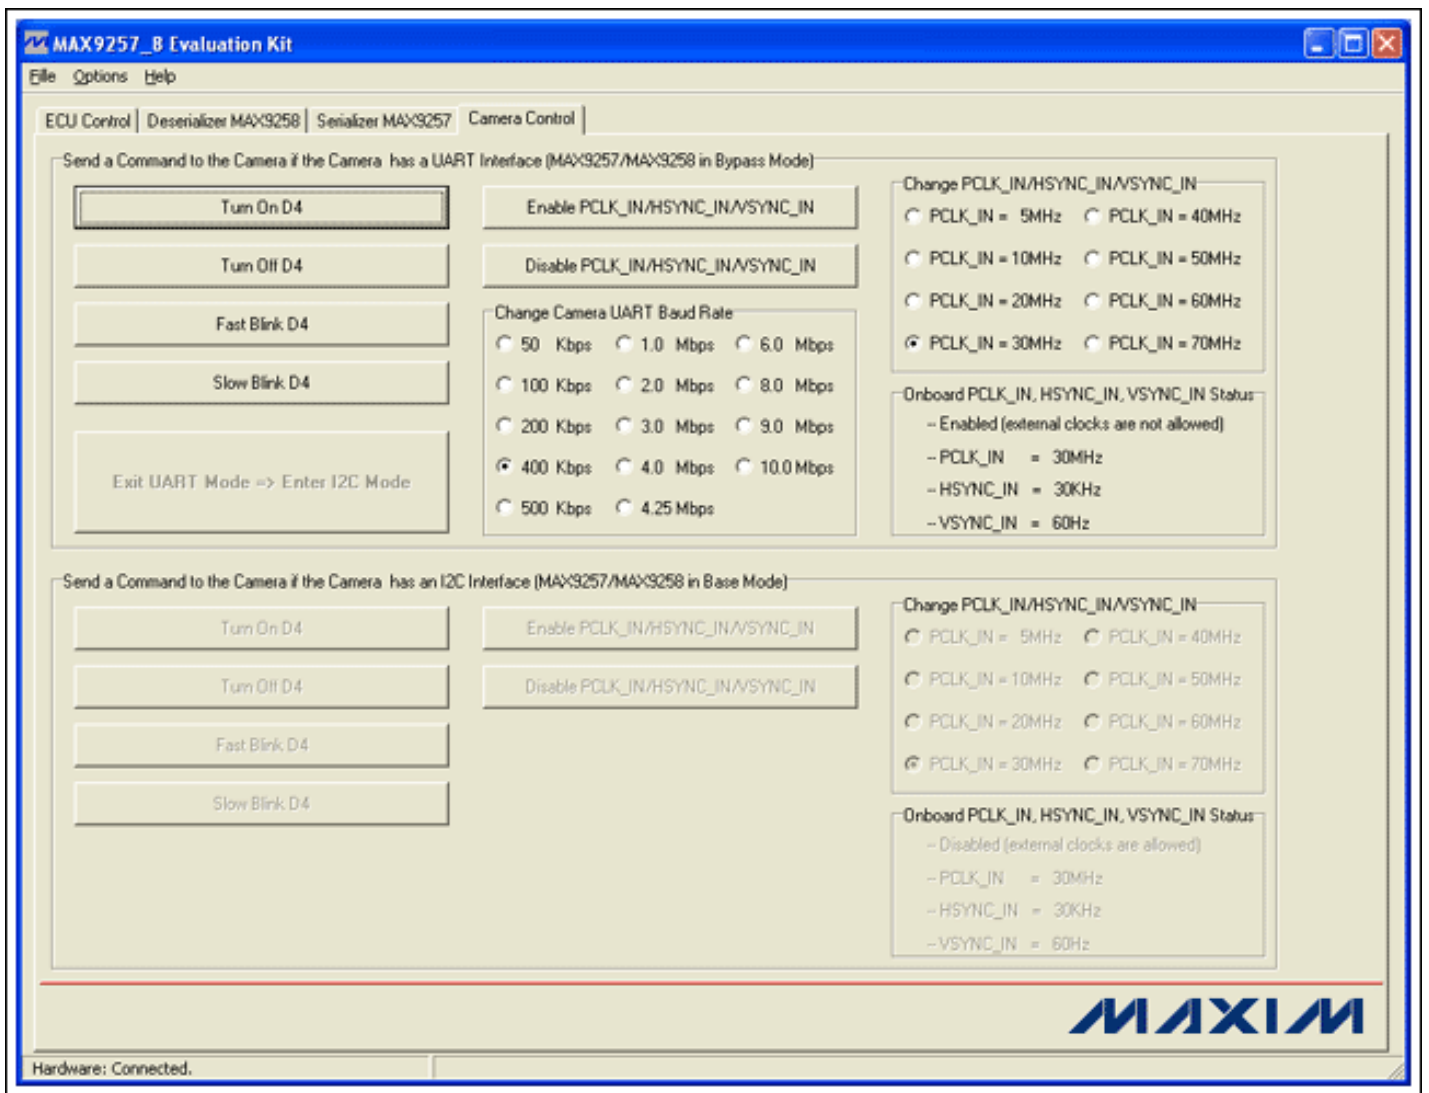 MAX9257_B Evaluation Kit
File Options Help
ECU Control Deserializer MAX9258 Serializer MAX9257 Camera Control
Send a Command to the Camera if the Camera has a UART Interface (MAX9257/MAX9258 in Bypass Mode)
Turn On D4
Turn Off D4
Fast Blink D4
Slow Blink D4
Exit UART Mode => Enter I2C Mode
Enable PCLK_IN/HSYNC_IN/VSYNC_IN
Disable PCLK_IN/HSYNC_IN/VSYNC_IN
Change Camera UART Baud Rate
50 Kbps 1.0 Mbps 6.0 Mbps
100 Kbps 2.0 Mbps 8.0 Mbps
200 Kbps 3.0 Mbps 9.0 Mbps
400 Kbps 4.0 Mbps 10.0 Mbps
500 Kbps 4.25 Mbps
Change PCLK_IN/HSYNC_IN/VSYNC_IN
PCLK_IN = 5MHz PCLK_IN = 40MHz
PCLK_IN = 10MHz PCLK_IN = 50MHz
PCLK_IN = 20MHz PCLK_IN = 60MHz
PCLK_IN = 30MHz PCLK_IN = 70MHz
Onboard PCLK_IN, HSYNC_IN, VSYNC_IN Status
-- Enabled (external clocks are not allowed)
-- PCLK_IN = 30MHz
-- HSYNC_IN = 30KHz
-- VSYNC_IN = 60Hz
Send a Command to the Camera if the Camera has an I2C Interface (MAX9257/MAX9258 in Base Mode)
Turn On D4
Turn Off D4
Fast Blink D4
Slow Blink D4
Enable PCLK_IN/HSYNC_IN/VSYNC_IN
Disable PCLK_IN/HSYNC_IN/VSYNC_IN
Change PCLK_IN/HSYNC_IN/VSYNC_IN
PCLK_IN = 5MHz PCLK_IN = 40MHz
PCLK_IN = 10MHz PCLK_IN = 50MHz
PCLK_IN = 20MHz PCLK_IN = 60MHz
PCLK_IN = 30MHz PCLK_IN = 70MHz
Onboard PCLK_IN, HSYNC_IN, VSYNC_IN Status
-- Disabled (external clocks are allowed)
-- PCLK_IN = 30MHz
-- HSYNC_IN = 30KHz
-- VSYNC_IN = 60Hz
MAXIM
Hardware: Connected.